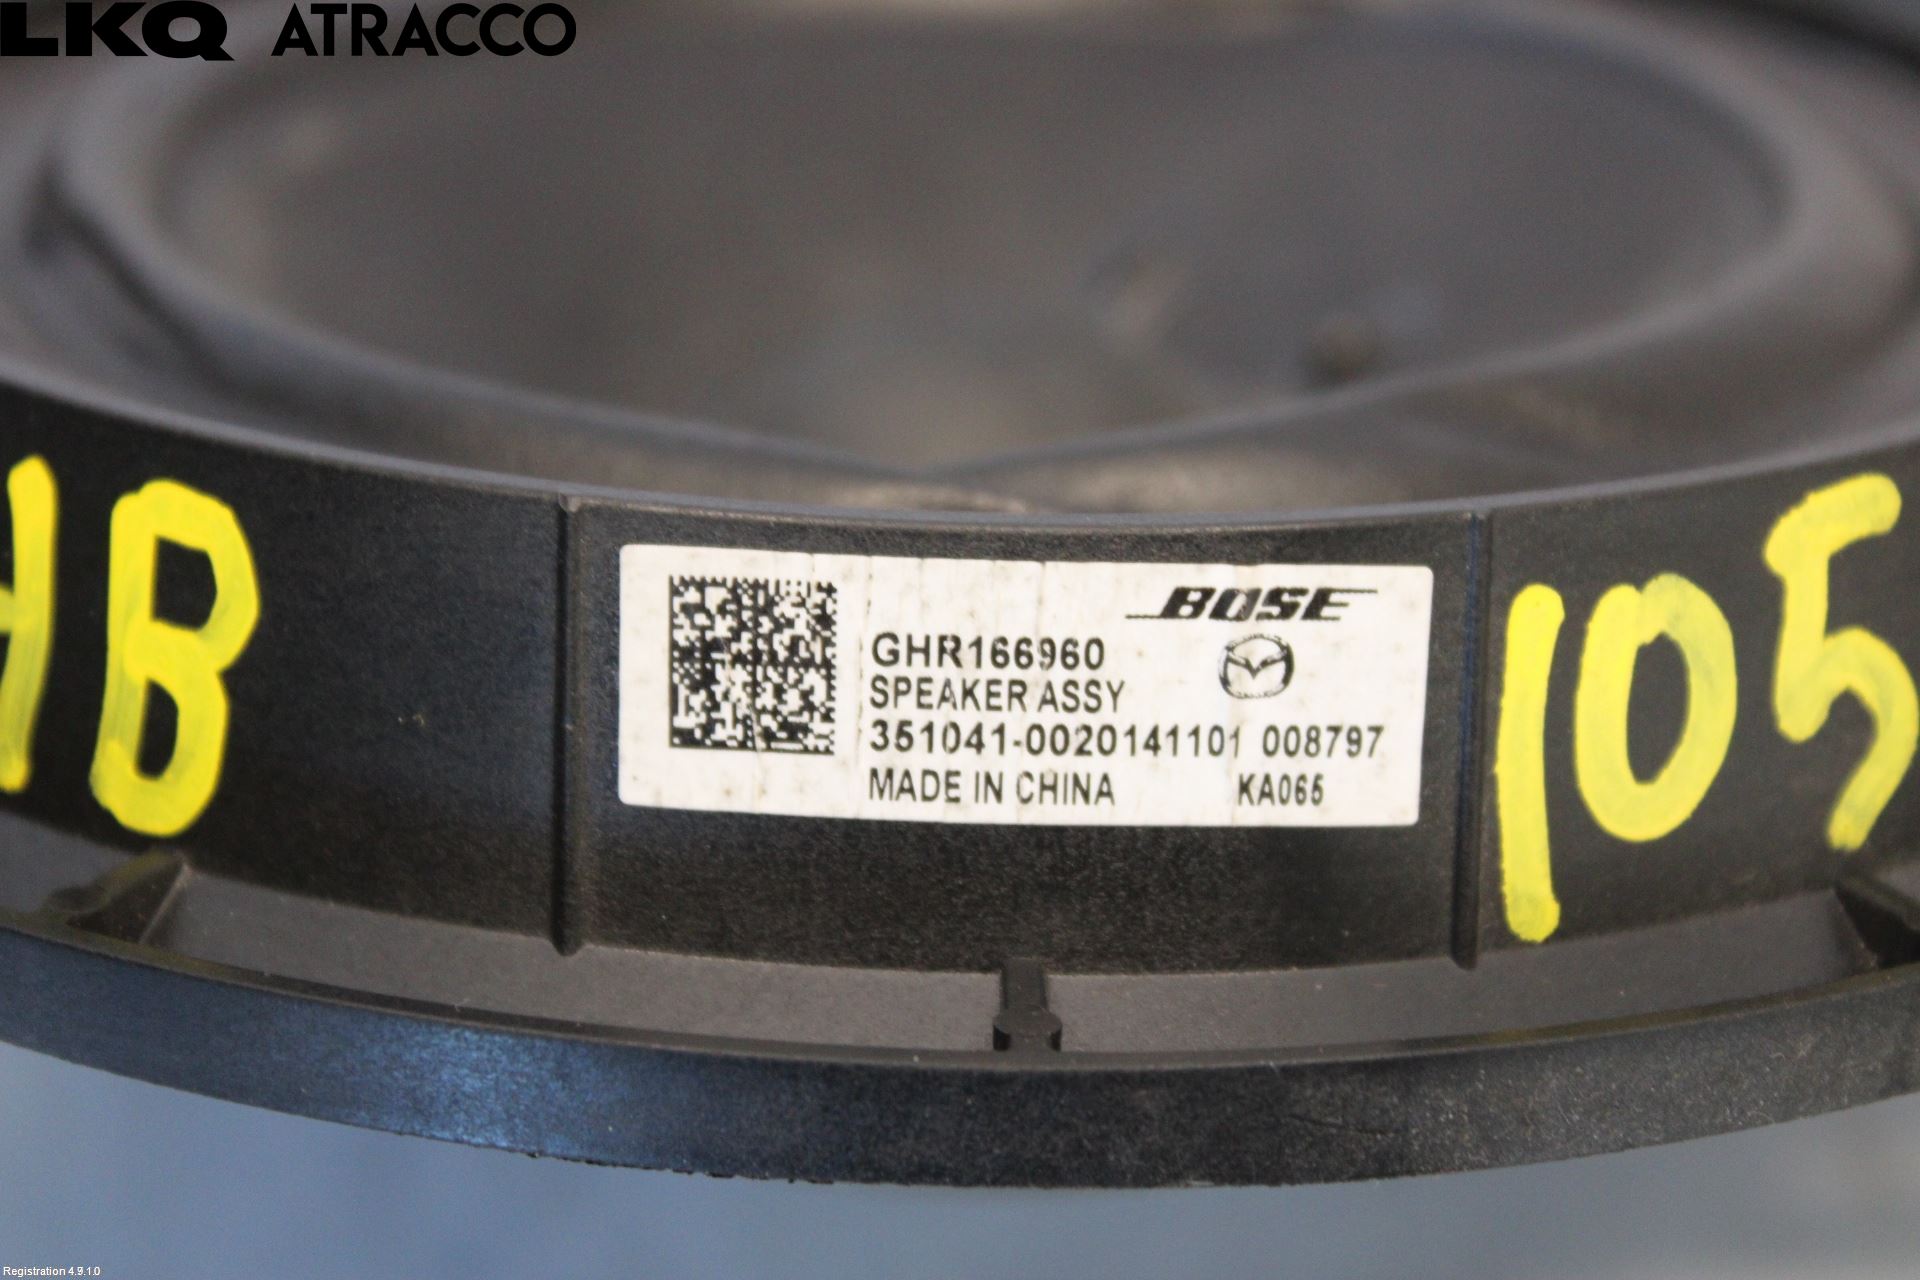 LKQ ATRACCO
HB
BOSE
GHR166960
SPEAKER ASSY
351041-0020141101 008797
MADE IN CHINA KA065
105
Registration 4.9.1.0